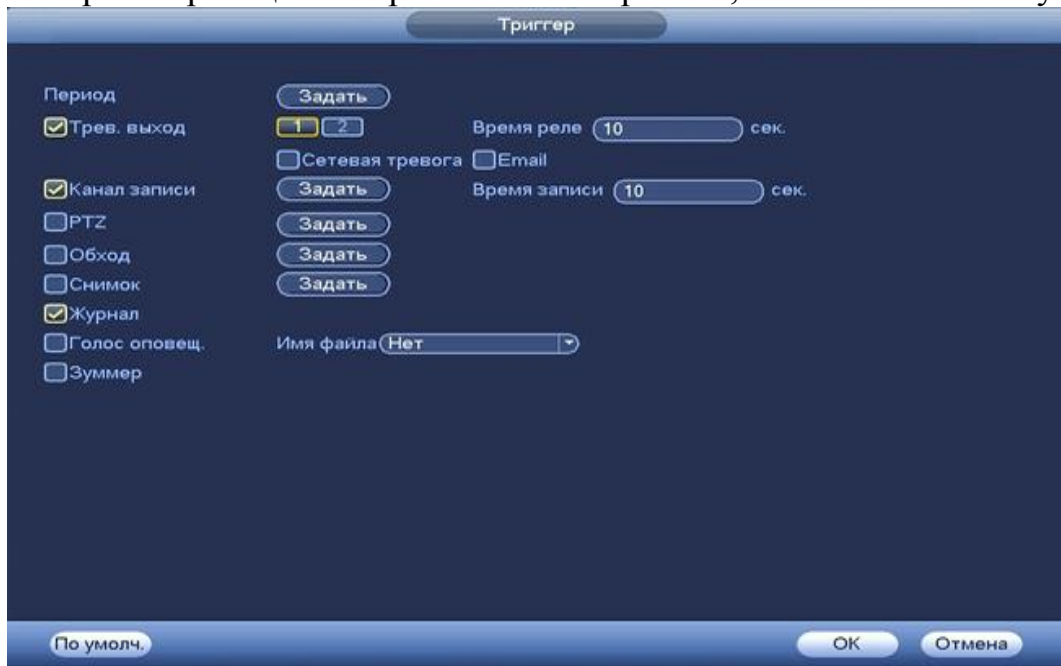 Триггер
Период Задать
Трев. выход 1 2 Время реле 10 сек.
Сетевая тревога Email
Канал записи Задать Время записи 10 сек.
PTZ Задать
Обход Задать
Снимок Задать
Журнал
Голос оповещ. Имя файла Нет
Зуммер
По умолч. OK Отмена